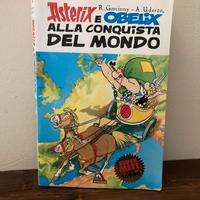 Asterix
R. Goscinny - A. Uderzo
E OBELIX
ALLA CONQUISTA
DEL MONDO